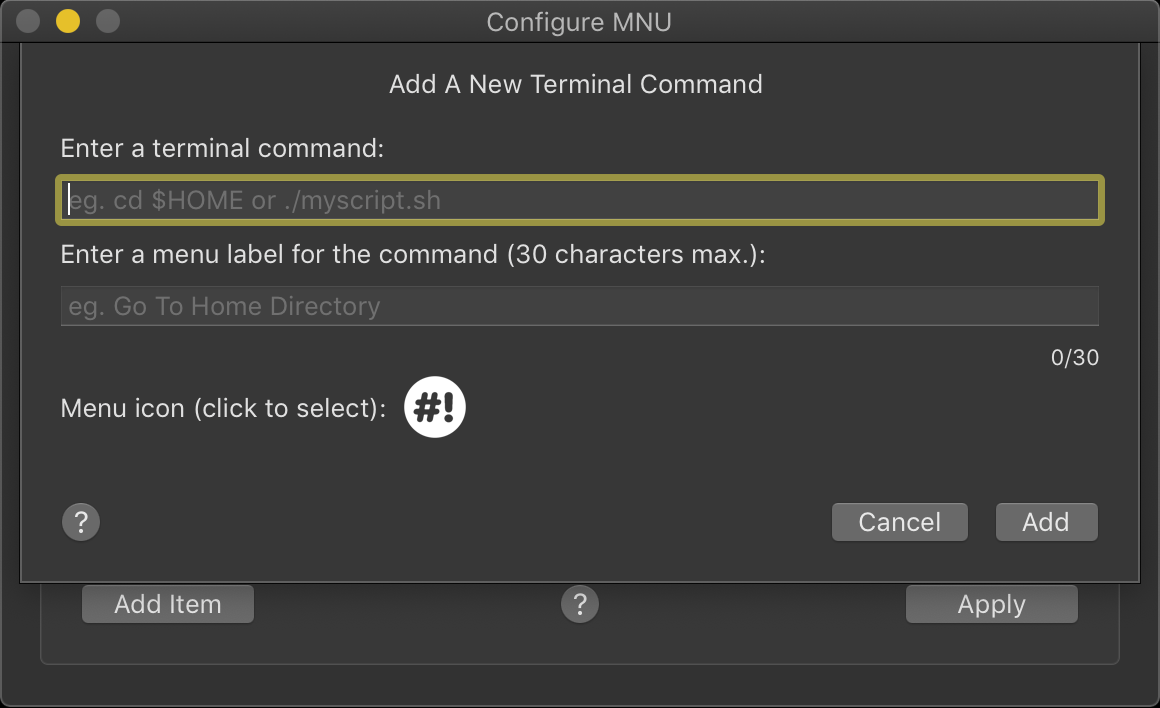 Configure MNU
Add A New Terminal Command
Enter a terminal command:
eg. cd $HOME or ./myscript.sh
Enter a menu label for the command (30 characters max.):
eg. Go To Home Directory
0/30
Menu icon (click to select): #!
? Cancel Add
Add Item ? Apply